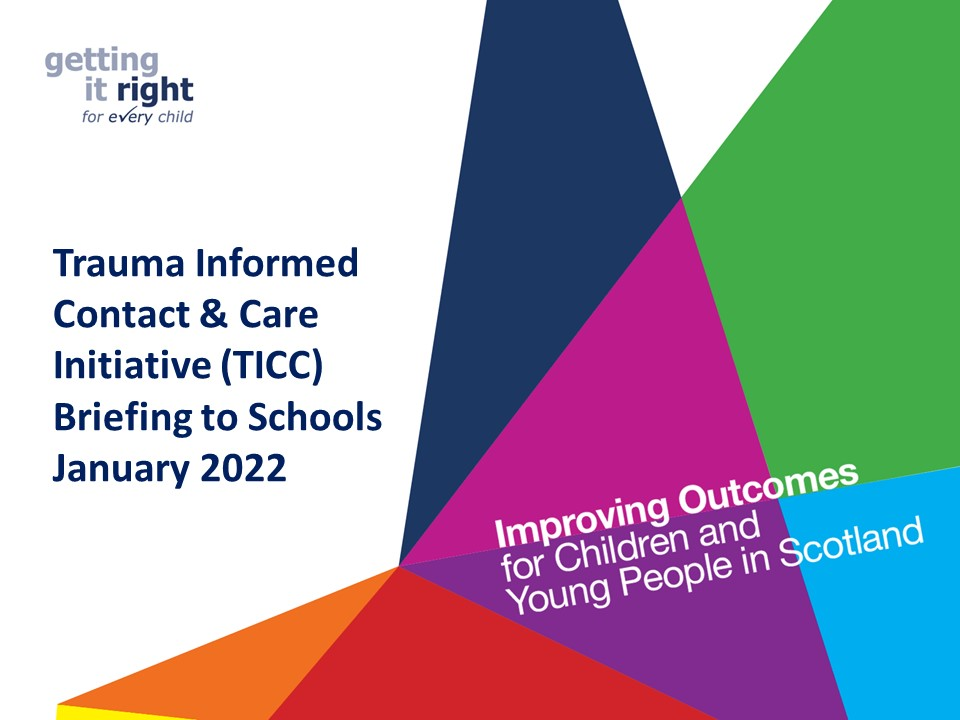 getting
it right
for every child
Trauma Informed
Contact & Care
Initiative (TICC)
Briefing to Schools
January 2022
Improving Outcomes
for Children and
Young People in Scotland